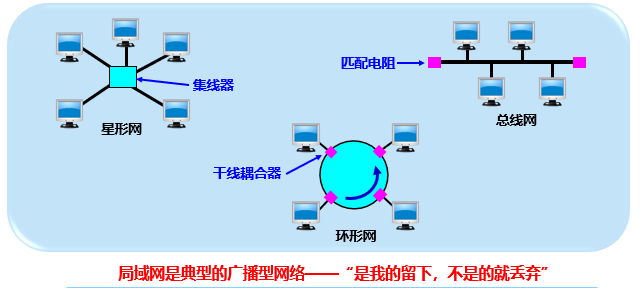 集线器
星形网
匹配电阻
总线网
干线耦合器
环形网
局域网是典型的广播型网络——“是我的留下，不是的就丢弃”